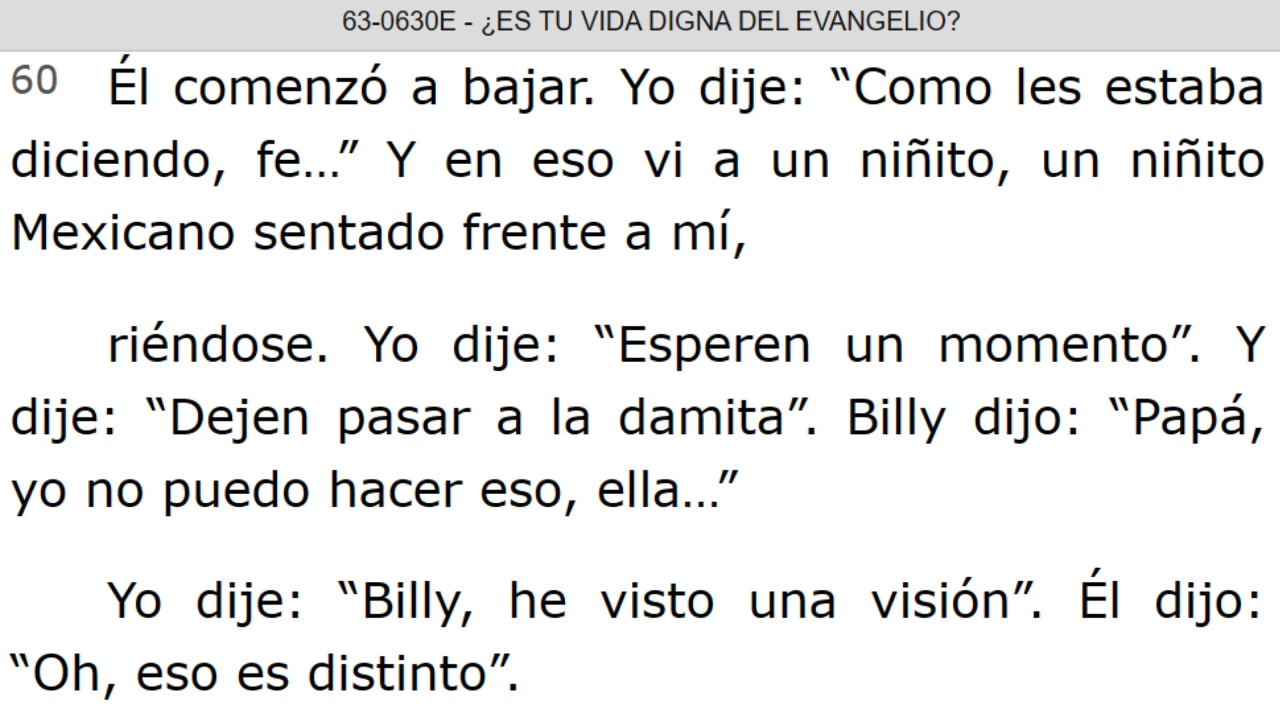 63-0630E - ¿ES TU VIDA DIGNA DEL EVANGELIO?
60 Él comenzó a bajar. Yo dije: “Como les estaba
diciendo, fe…” Y en eso vi a un niñito, un niñito
Mexicano sentado frente a mí,
riéndose. Yo dije: “Esperen un momento”. Y
dije: “Dejen pasar a la damita”. Billy dijo: “Papá,
yo no puedo hacer eso, ella…”
Yo dije: “Billy, he visto una visión”. Él dijo:
“Oh, eso es distinto”.